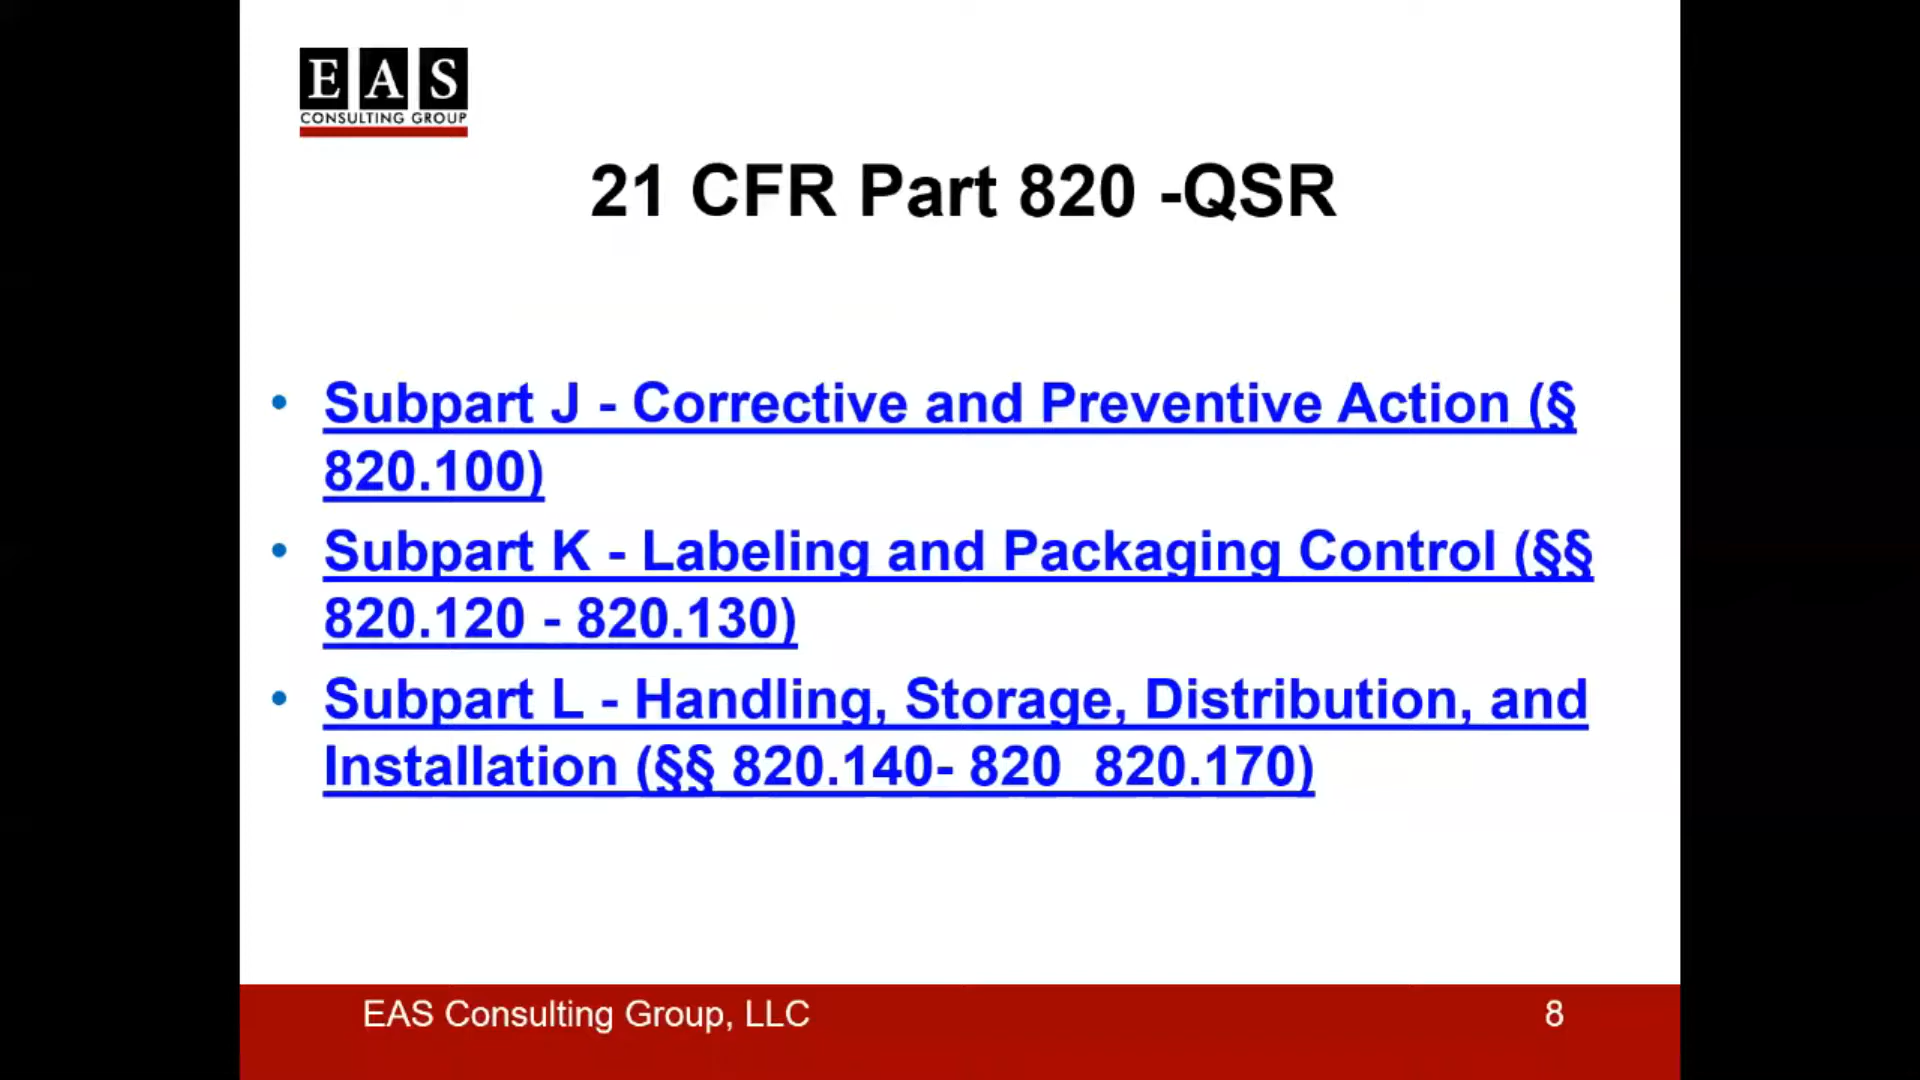 EAS
CONSULTING GROUP
21 CFR Part 820 -QSR
• Subpart J - Corrective and Preventive Action (§
820.100)
• Subpart K - Labeling and Packaging Control (§§
820.120 - 820.130)
• Subpart L - Handling, Storage, Distribution, and
Installation (§§ 820.140- 820  820.170)
EAS Consulting Group, LLC
8